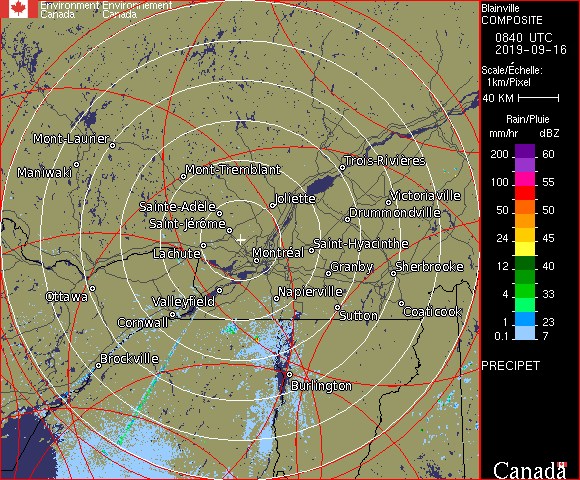 Environment Environnement
Canada Canada
Blainville
COMPOSITE
0840 UTC
2019-09-16
Scale/Échelle:
1km/Pixel
40 KM
Rain/Pluie
mm/hr dBZ
200 60
100 55
50 50
24 45
12 40
4 33
1 23
0.1 7
PRECIPET
Canada
Mont-Laurier
Maniwaki
Mont-Tremblant
Trois-Rivières
Joliette
Victoriaville
Sainte-Adèle
Drummondville
Saint-Jérôme
Saint-Hyacinthe
Lachute
Montréal
Granby
Sherbrooke
Ottawa
Napierville
Valleyfield
Sutton
Coaticook
Cornwall
Brockville
Burlington